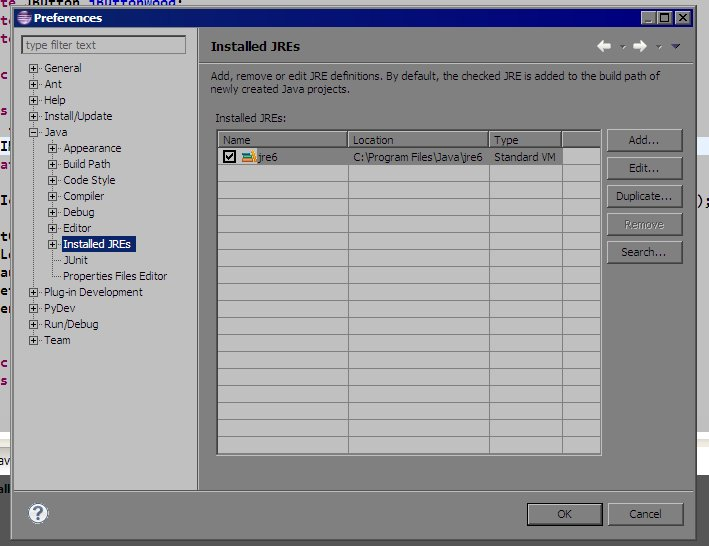 te JButton jButtonWood;
Preferences
type filter text
General
Ant
Help
Install/Update
Java
Appearance
Build Path
Code Style
Compiler
Debug
Editor
Installed JREs
JUnit
Properties Files Editor
Plug-in Development
PyDev
Run/Debug
Team
Installed JREs
Add, remove or edit JRE definitions. By default, the checked JRE is added to the build path of
newly created Java projects.
Installed JREs:
Name Location Type
jre6 C:\Program Files\Java\jre6 Standard VM
Add...
Edit...
Duplicate...
Remove
Search...
);
OK Cancel